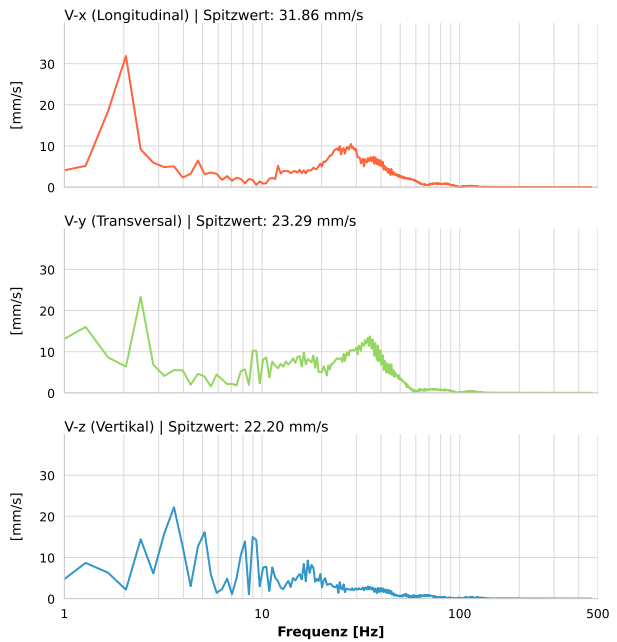 V-x (Longitudinal) | Spitzwert: 31.86 mm/s
[mm/s]
30
20
10
0
V-y (Transversal) | Spitzwert: 23.29 mm/s
[mm/s]
30
20
10
0
V-z (Vertikal) | Spitzwert: 22.20 mm/s
[mm/s]
30
20
10
0
1 10 100 500
Frequenz [Hz]